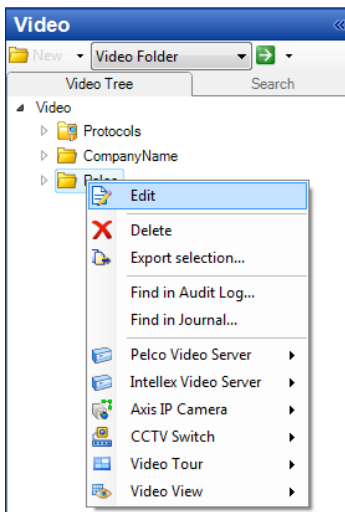 Video
New Video Folder
Video Tree Search
Video
Protocols
CompanyName
Pelco
Edit
Delete
Export selection...
Find in Audit Log...
Find in Journal...
Pelco Video Server
Intellex Video Server
Axis IP Camera
CCTV Switch
Video Tour
Video View